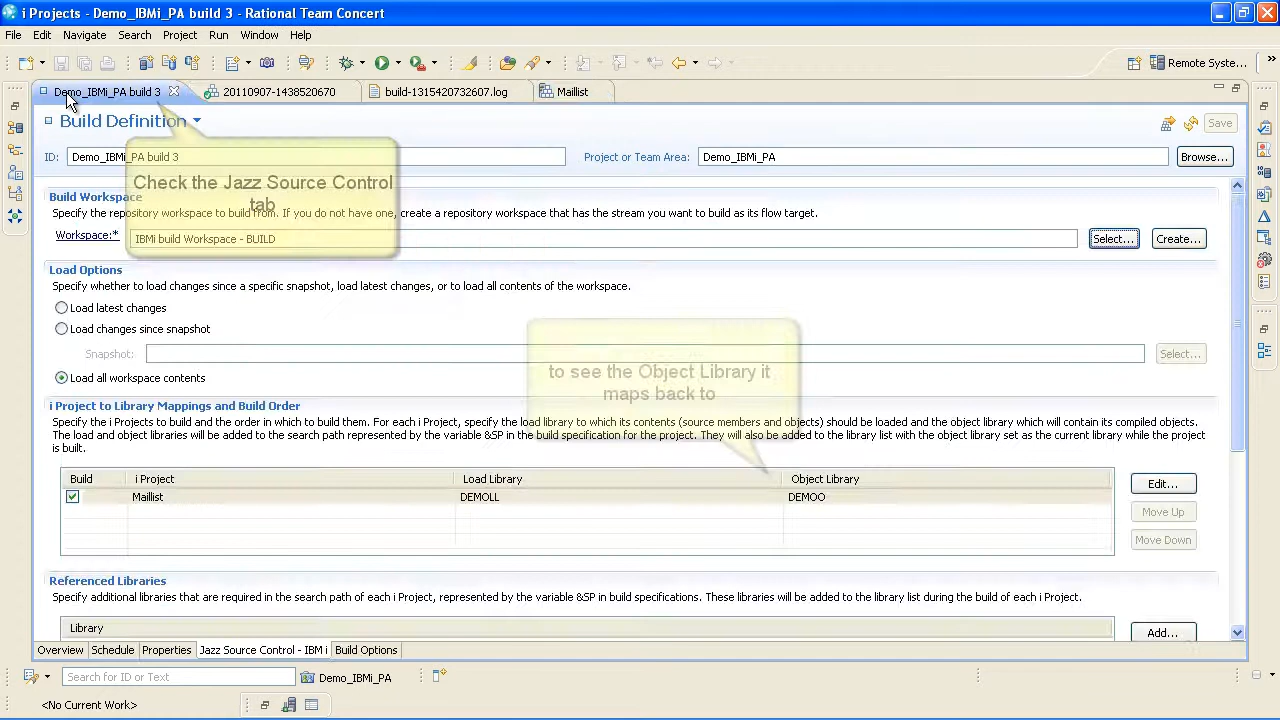 i Projects - Demo_IBMi_PA build 3 - Rational Team Concert
File Edit Navigate Search Project Run Window Help
Remote Syste...
Demo_IBMi_PA build 3
20110907-1438520670
build-1315420732607.log
Maillist
Build Definition
Save
ID: Demo_IBMi_PA build 3
Project or Team Area: Demo_IBMi_PA Browse...
Check the Jazz Source Control
tab
Build Workspace
Specify the repository workspace to build from. If you do not have one, create a repository workspace that has the stream you want to build as its flow target.
Workspace:* IBMi build Workspace - BUILD Select... Create...
Load Options
Specify whether to load changes since a specific snapshot, load latest changes, or to load all contents of the workspace.
Load latest changes
Load changes since snapshot
Snapshot: Select...
Load all workspace contents
to see the Object Library it
maps back to
i Project to Library Mappings and Build Order
Specify the i Projects to build and the order in which to build them. For each i Project, specify the load library to which its contents (source members and objects) should be loaded and the object library which will contain its compiled objects.
The load and object libraries will be added to the search path represented by the variable &SP in the build specification for the project. They will also be added to the library list with the object library set as the current library while the project
is built.
Build i Project Load Library Object Library
Maillist DEMOLL DEMOO
Edit...
Move Up
Move Down
Referenced Libraries
Specify additional libraries that are required in the search path of each i Project, represented by the variable &SP in build specifications. These libraries will be added to the library list during the build of each i Project.
Library
Add...
Overview Schedule Properties Jazz Source Control - IBM i Build Options
Search for ID or Text Demo_IBMi_PA
<No Current Work>